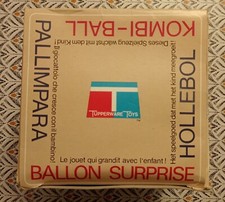 KOMBI-BALL
Dieses Spielzeug wächst mit dem Kind!
PALLIMPARA
Il giocattolo che cresce con il bambino!
TUPPERWARE TOYS
HOLLEBOL
Het speelgoed dat met het kind meegroeit!
Le jouet qui grandit avec l'enfant!
BALLON SURPRISE